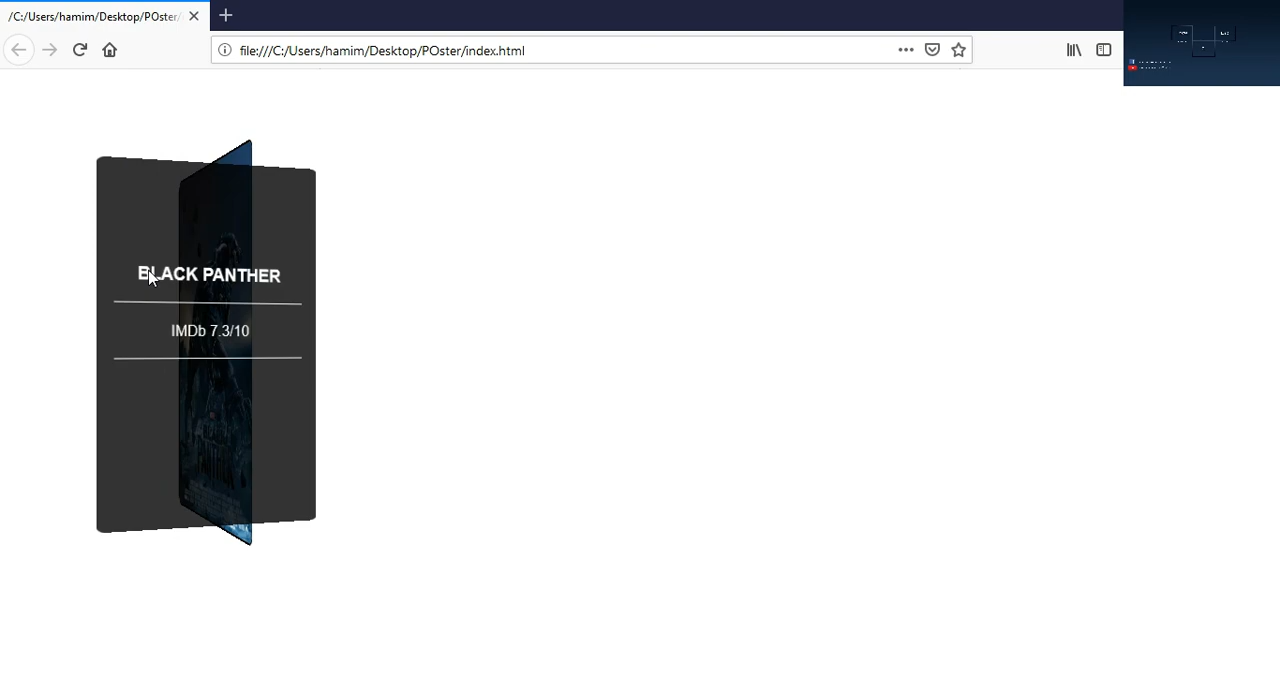 /C:/Users/hamim/Desktop/POster/
file:///C:/Users/hamim/Desktop/POster/index.html
BLACK PANTHER
IMDb 7.3/10